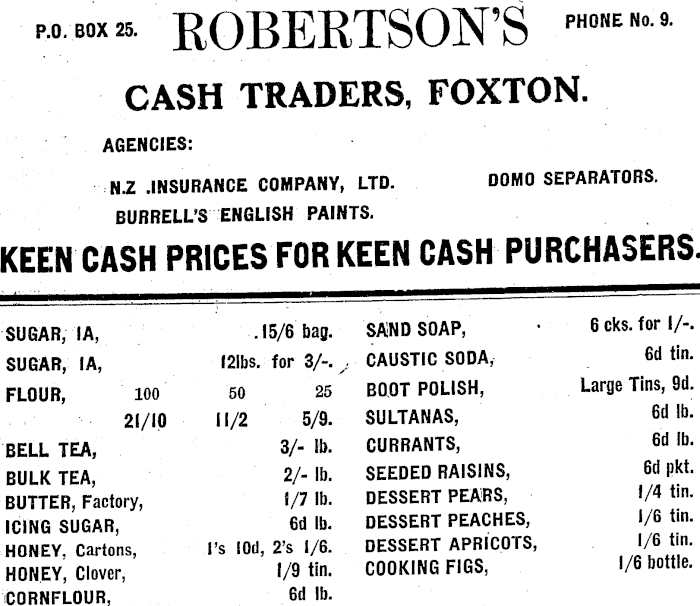 P.O. BOX 25. ROBERTSON'S PHONE No. 9.
CASH TRADERS, FOXTON.
AGENCIES:
N.Z .INSURANCE COMPANY, LTD. DOMO SEPARATORS.
BURRELL'S ENGLISH PAINTS.
KEEN CASH PRICES FOR KEEN CASH PURCHASERS.
SUGAR, 1A, 15/6 bag.
SUGAR, 1A, 12lbs. for 3/-.
FLOUR, 100 50 25
21/10 11/2 5/9.
BELL TEA, 3/- lb.
BULK TEA, 2/- lb.
BUTTER, Factory, 1/7 lb.
ICING SUGAR, 6d lb.
HONEY, Cartons, 1's 10d, 2's 1/6.
HONEY, Clover, 1/9 tin.
CORNFLOUR, 6d lb.
SAND SOAP, 6 cks. for 1/-.
CAUSTIC SODA, 6d tin.
BOOT POLISH, Large Tins, 9d.
SULTANAS, 6d lb.
CURRANTS, 6d lb.
SEEDED RAISINS, 6d pkt.
DESSERT PEARS, 1/4 tin.
DESSERT PEACHES, 1/6 tin.
DESSERT APRICOTS, 1/6 tin.
COOKING FIGS, 1/6 bottle.